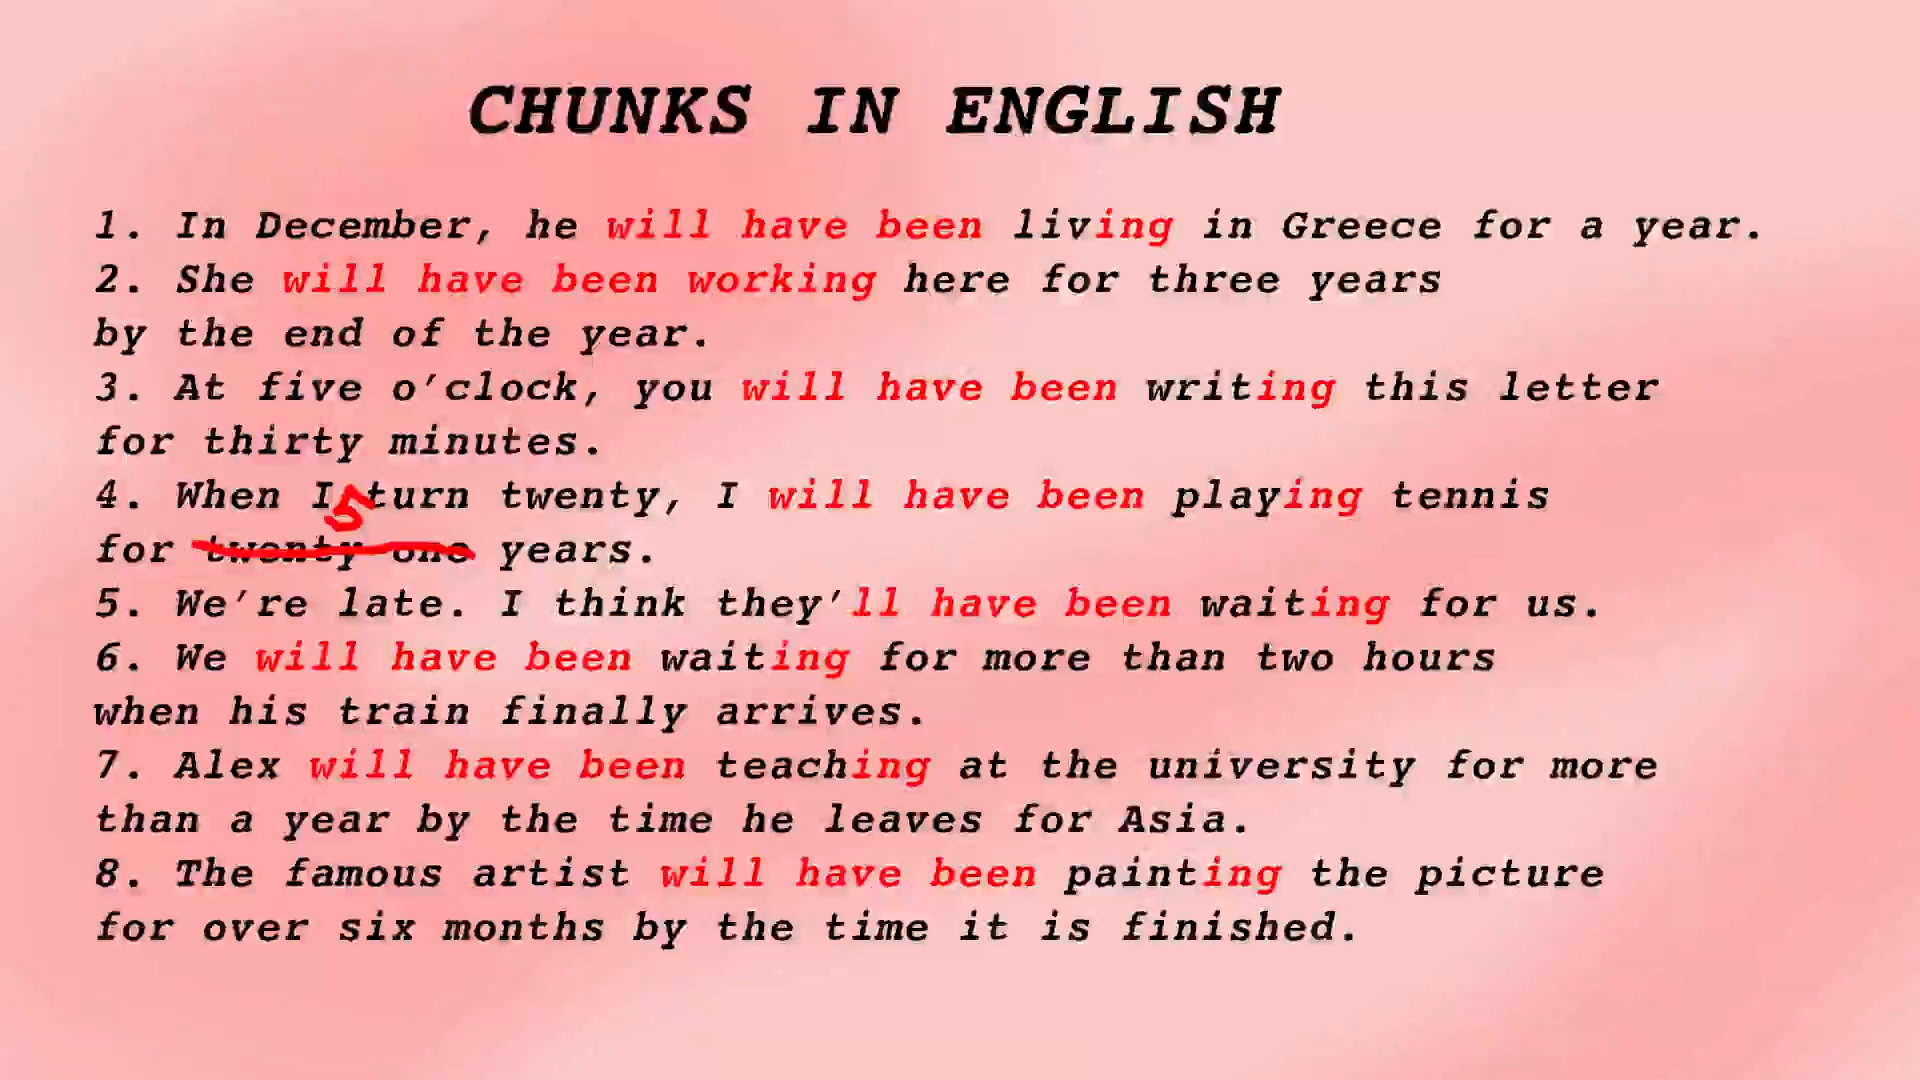 CHUNKS IN ENGLISH
1. In December, he will have been living in Greece for a year.
2. She will have been working here for three years
by the end of the year.
3. At five o'clock, you will have been writing this letter
for thirty minutes.
4. When I turn twenty, I will have been playing tennis
5
for twenty one years.
5. We're late. I think they'll have been waiting for us.
6. We will have been waiting for more than two hours
when his train finally arrives.
7. Alex will have been teaching at the university for more
than a year by the time he leaves for Asia.
8. The famous artist will have been painting the picture
for over six months by the time it is finished.